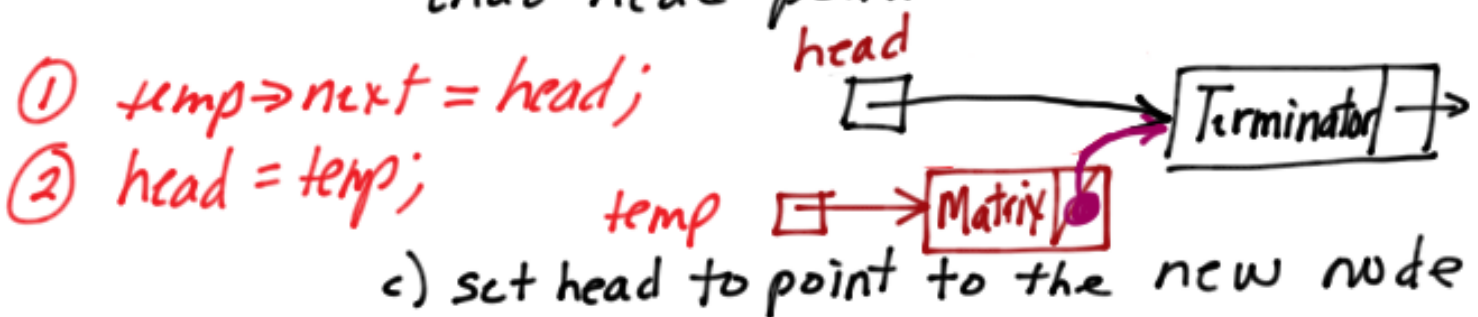 head
① temp→next = head;
Terminator
② head = temp;
temp
Matrix
c) set head to point to the new node